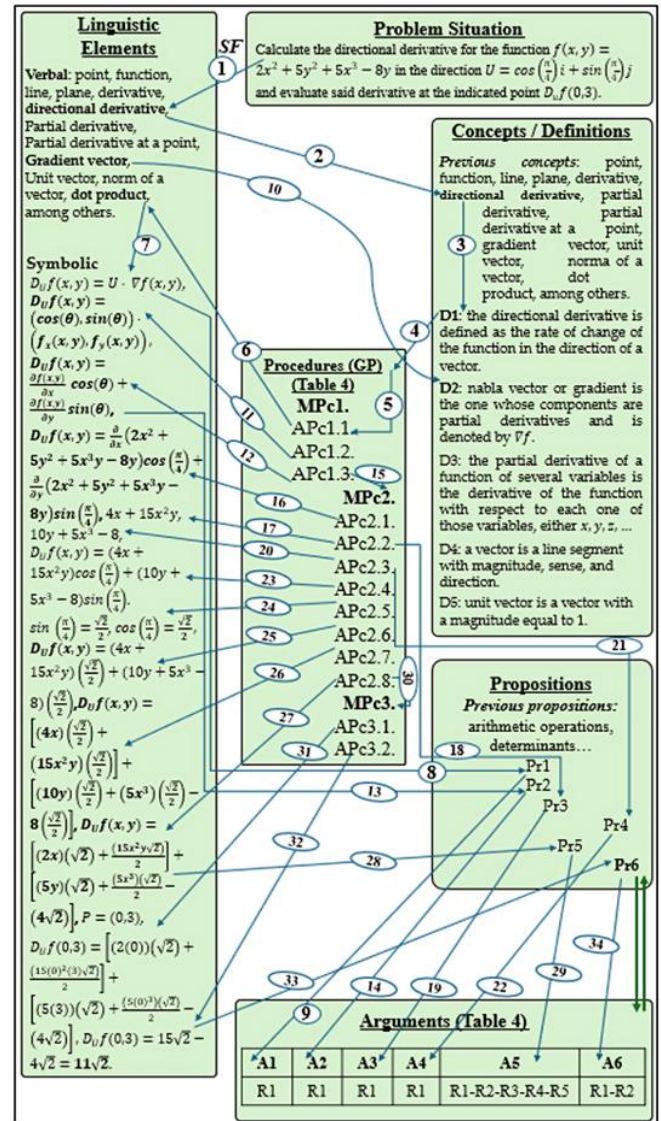 Linguistic
Elements
Verbal: point, function,
line, plane, derivative,
directional derivative,
Partial derivative,
Partial derivative at a point,
Gradient vector,
Unit vector, norm of a
vector, dot product,
among others.
7
Symbolic
D_U f(x, y) = U · ∇f(x, y),
D_U f(x, y) =
(cos(θ), sin(θ)) ·
(f_x(x, y), f_y(x, y)),
D_U f(x, y) =
∂f(x,y)/∂x cos(θ) +
∂f(x,y)/∂y sin(θ),
D_U f(x, y) = ∂/∂x (2x² +
5y² + 5x³y − 8y)cos(π/4) +
∂/∂y (2x² + 5y² + 5x³y −
8y)sin(π/4), 4x + 15x²y,
10y + 5x³ − 8,
D_U f(x, y) = (4x +
15x²y)cos(π/4) + (10y +
5x³ − 8)sin(π/4).
sin(π/4) = √2/2, cos(π/4) = √2/2,
D_U f(x, y) = (4x +
15x²y)(√2/2) + (10y + 5x³ −
8)(√2/2), D_U f(x, y) =
[(4x)(√2/2) +
(15x²y)(√2/2)] +
[(10y)(√2/2) + (5x³)(√2/2) −
8(√2/2)], D_U f(x, y) =
[(2x)(√2) + (15x²y√2)/2] +
[(5y)(√2) + (5x³)(√2)/2 −
(4√2)], P = (0,3),
D_U f(0,3) = [(2(0))(√2) +
(15(0)²(3)√2)/2] +
[(5(3))(√2) + (5(0)³)(√2)/2 −
(4√2)], D_U f(0,3) = 15√2 −
4√2 = 11√2.
SF
1
Problem Situation
Calculate the directional derivative for the function f(x, y) =
2x² + 5y² + 5x³ − 8y in the direction U = cos(π/4)i + sin(π/4)j
and evaluate said derivative at the indicated point D_u f(0,3).
2
10
Concepts / Definitions
Previous concepts: point,
function, line, plane, derivative,
directional derivative, partial
derivative, partial
derivative at a point,
gradient vector, unit
vector, norma of a
vector, dot
product, among others.
3
D1: the directional derivative is
defined as the rate of change of
the function in the direction of a
vector.
D2: nabla vector or gradient is
the one whose components are
partial derivatives and is
denoted by ∇f.
D3: the partial derivative of a
function of several variables is
the derivative of the function
with respect to each one of
those variables, either x, y, z, ...
D4: a vector is a line segment
with magnitude, sense, and
direction.
D5: unit vector is a vector with
a magnitude equal to 1.
4
6
Procedures (GP)
(Table 4)
MPc1.
5
APc1.1
11
APc1.2.
12
APc1.3.
15
MPc2.
16
APc2.1.
17
APc2.2.
20
APc2.3.
23
APc2.4.
24
APc2.5.
25
APc2.6.
26
APc2.7.
27
APc2.8.
30
MPc3.
31
APc3.1.
APc3.2.
21
Propositions
Previous propositions:
arithmetic operations,
determinants…
18
8
Pr1
13
Pr2
Pr3
Pr4
32
28
Pr5
Pr6
33
9
14
19
22
29
34
Arguments (Table 4)
A1 A2 A3 A4 A5 A6
R1 R1 R1 R1 R1-R2-R3-R4-R5 R1-R2